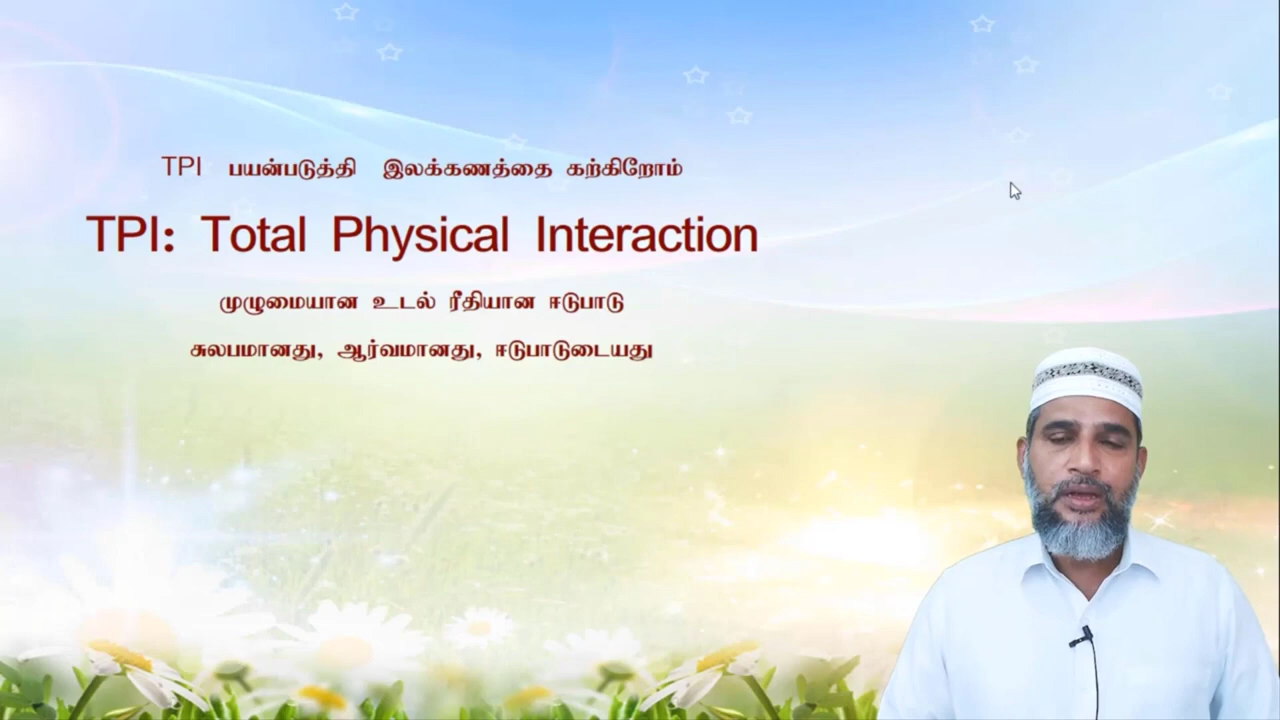 TPI பயன்படுத்தி இலக்கணத்தை கற்கிறோம்
TPI: Total Physical Interaction
முழுமையான உடல் ரீதியான ஈடுபாடு
சுலபமானது, ஆர்வமானது, ஈடுபாடுடையது